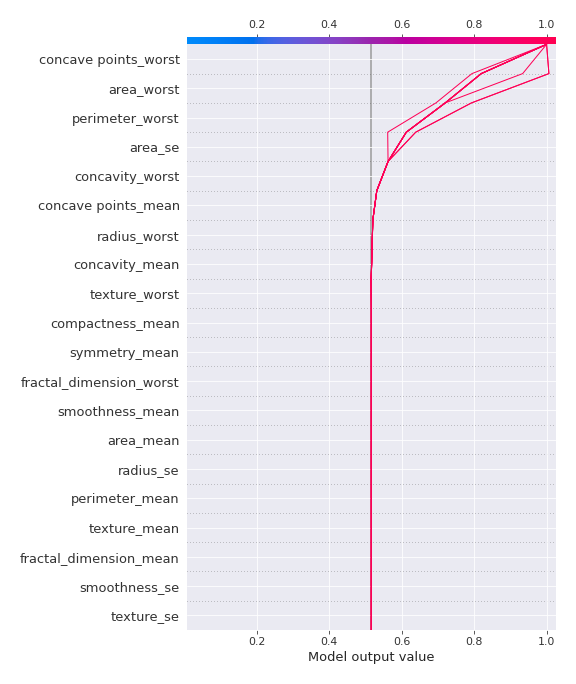 0.2 0.4 0.6 0.8 1.0
concave points_worst
area_worst
perimeter_worst
area_se
concavity_worst
concave points_mean
radius_worst
concavity_mean
texture_worst
compactness_mean
symmetry_mean
fractal_dimension_worst
smoothness_mean
area_mean
radius_se
perimeter_mean
texture_mean
fractal_dimension_mean
smoothness_se
texture_se
0.2 0.4 0.6 0.8 1.0
Model output value